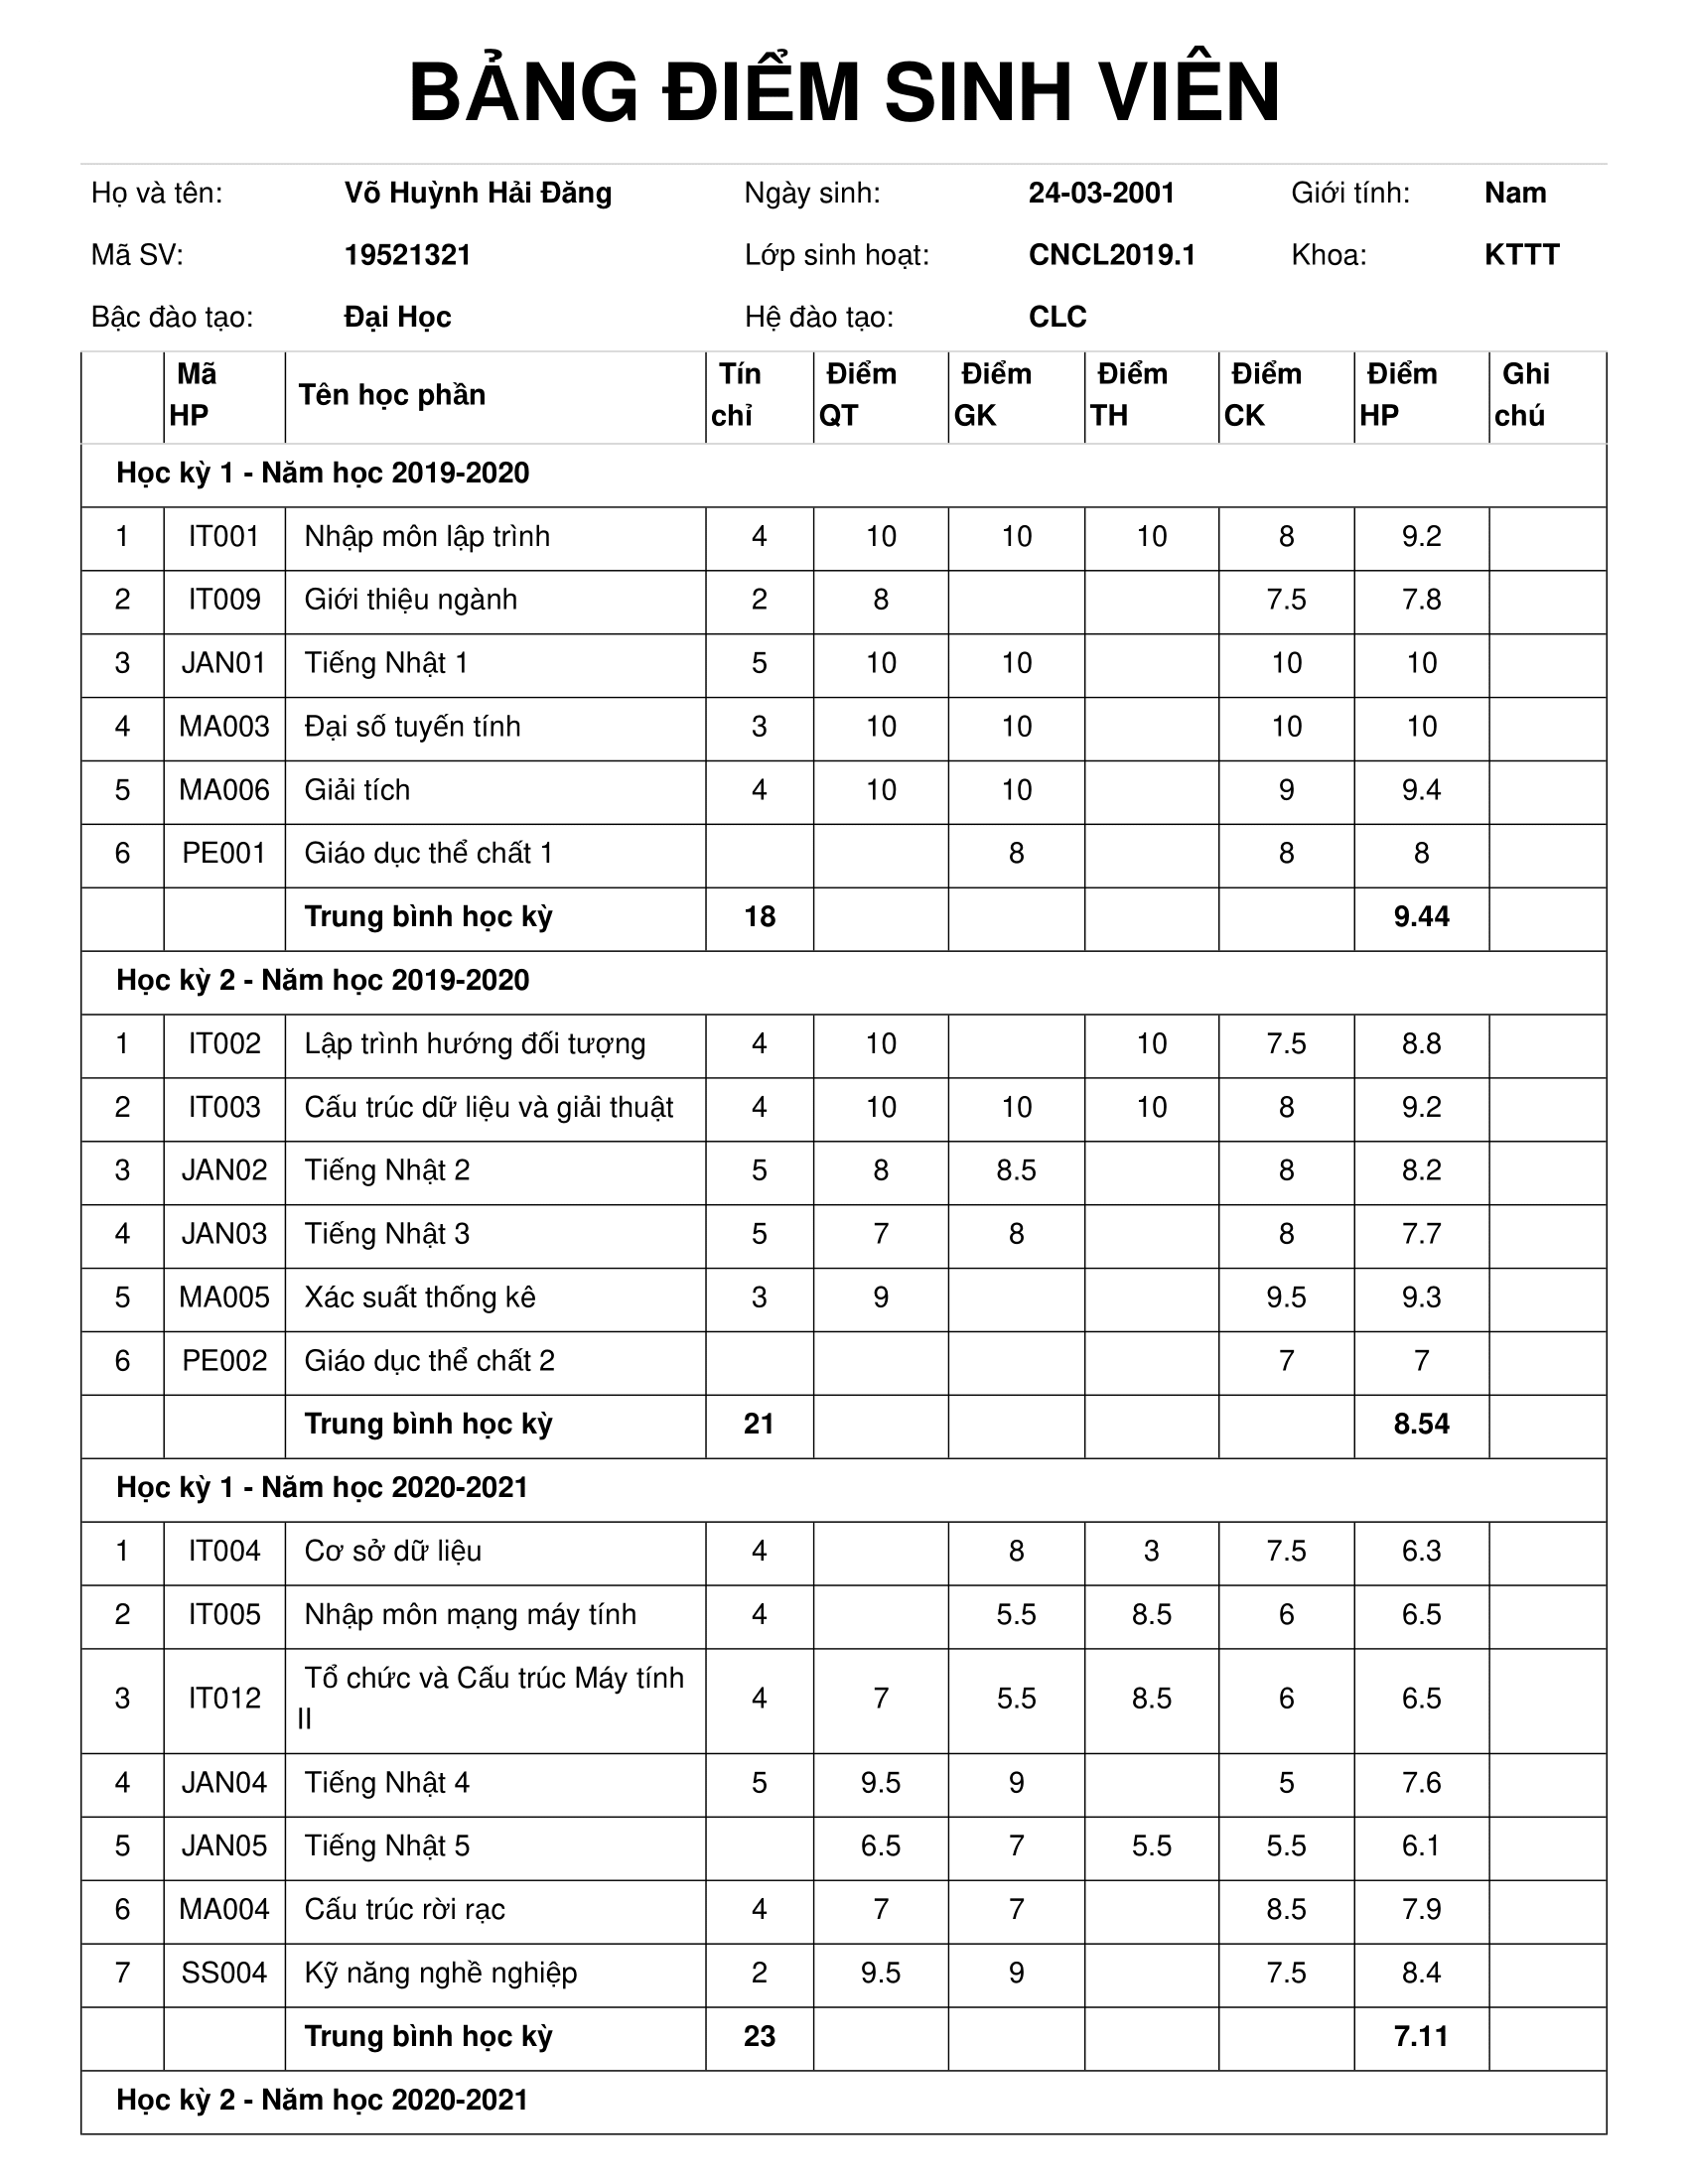 BẢNG ĐIỂM SINH VIÊN
Họ và tên: Võ Huỳnh Hải Đăng Ngày sinh: 24-03-2001 Giới tính: Nam
Mã SV: 19521321 Lớp sinh hoạt: CNCL2019.1 Khoa: KTTT
Bậc đào tạo: Đại Học Hệ đào tạo: CLC
Mã HP Tên học phần Tín chỉ Điểm QT Điểm GK Điểm TH Điểm CK Điểm HP Ghi chú
Học kỳ 1 - Năm học 2019-2020
1 IT001 Nhập môn lập trình 4 10 10 10 8 9.2
2 IT009 Giới thiệu ngành 2 8 7.5 7.8
3 JAN01 Tiếng Nhật 1 5 10 10 10 10
4 MA003 Đại số tuyến tính 3 10 10 10 10
5 MA006 Giải tích 4 10 10 9 9.4
6 PE001 Giáo dục thể chất 1 8 8 8
Trung bình học kỳ 18 9.44
Học kỳ 2 - Năm học 2019-2020
1 IT002 Lập trình hướng đối tượng 4 10 10 7.5 8.8
2 IT003 Cấu trúc dữ liệu và giải thuật 4 10 10 10 8 9.2
3 JAN02 Tiếng Nhật 2 5 8 8.5 8 8.2
4 JAN03 Tiếng Nhật 3 5 7 8 8 7.7
5 MA005 Xác suất thống kê 3 9 9.5 9.3
6 PE002 Giáo dục thể chất 2 7 7
Trung bình học kỳ 21 8.54
Học kỳ 1 - Năm học 2020-2021
1 IT004 Cơ sở dữ liệu 4 8 3 7.5 6.3
2 IT005 Nhập môn mạng máy tính 4 5.5 8.5 6 6.5
3 IT012 Tổ chức và Cấu trúc Máy tính II 4 7 5.5 8.5 6 6.5
4 JAN04 Tiếng Nhật 4 5 9.5 9 5 7.6
5 JAN05 Tiếng Nhật 5 6.5 7 5.5 5.5 6.1
6 MA004 Cấu trúc rời rạc 4 7 7 8.5 7.9
7 SS004 Kỹ năng nghề nghiệp 2 9.5 9 7.5 8.4
Trung bình học kỳ 23 7.11
Học kỳ 2 - Năm học 2020-2021